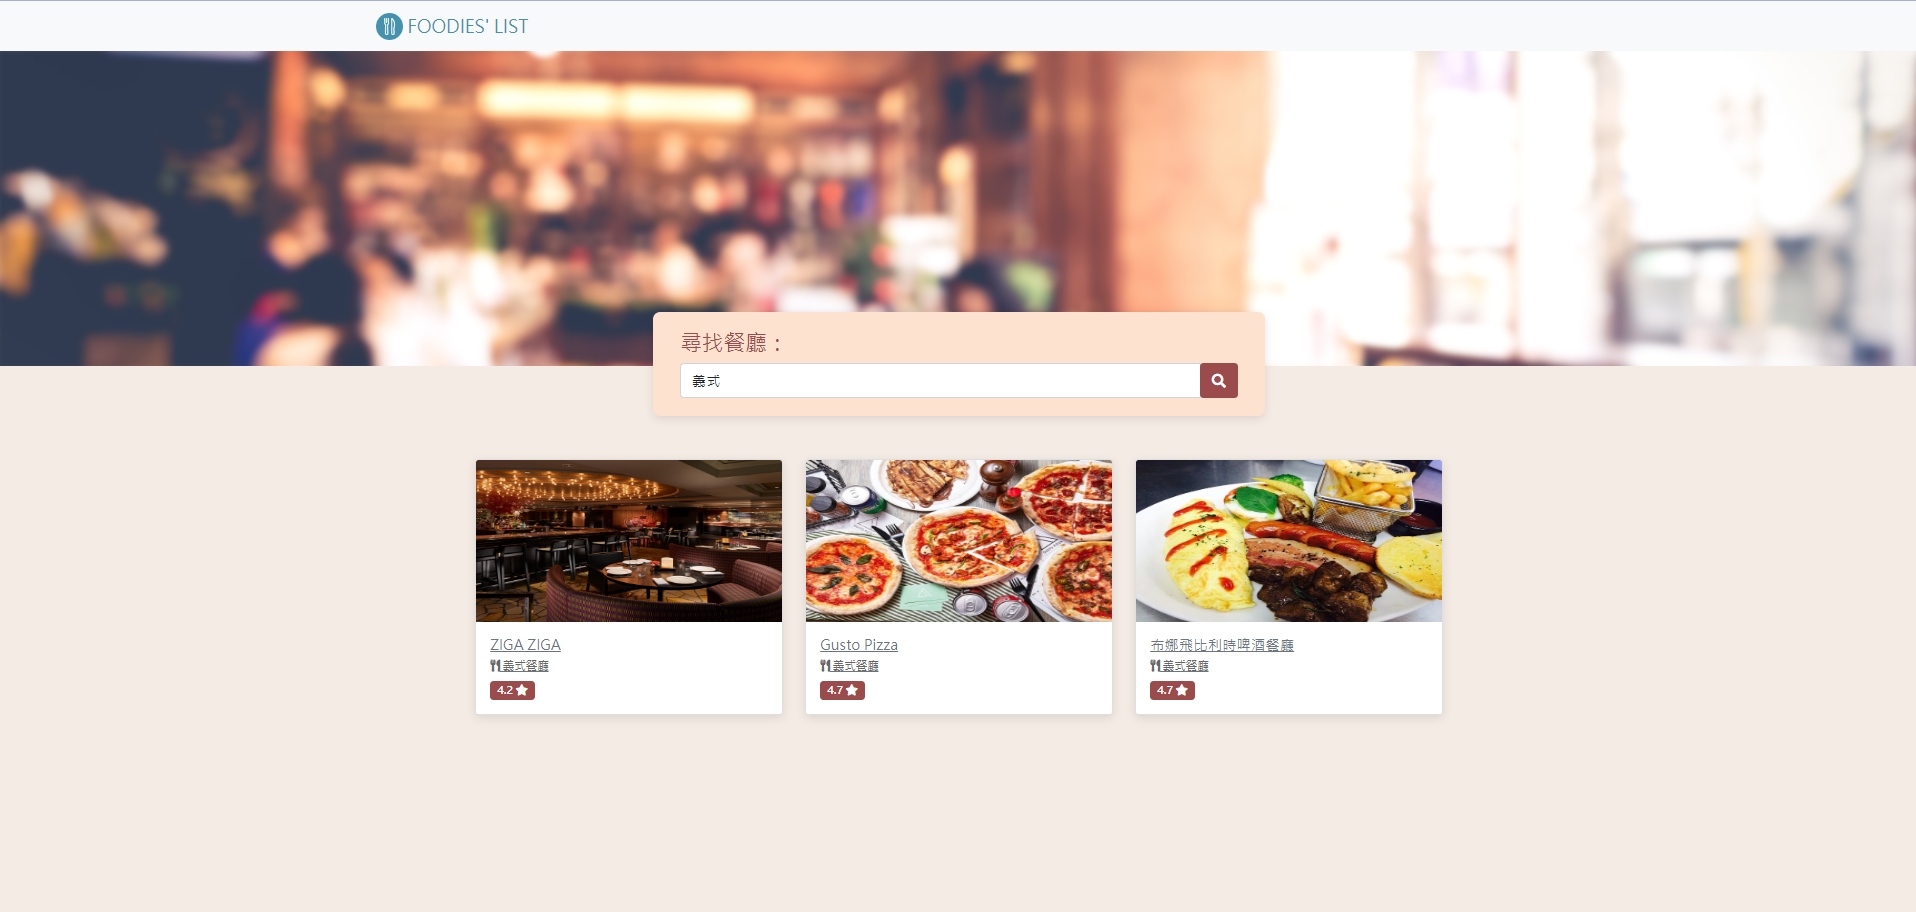 FOODIES' LIST
尋找餐廳：
義式
ZIGA ZIGA
義式餐廳
4.2
Gusto Pizza
義式餐廳
4.7
布娜飛比利時啤酒餐廳
義式餐廳
4.7